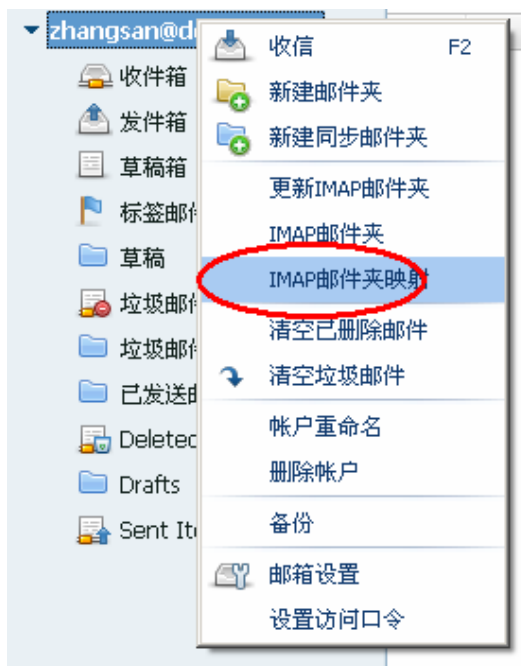 zhangsan@d
收件箱
发件箱
草稿箱
标签邮件
草稿
垃圾邮件
垃圾邮件
已发送
Deleted
Drafts
Sent Ite
收信 F2
新建邮件夹
新建同步邮件夹
更新IMAP邮件夹
IMAP邮件夹
IMAP邮件夹映射
清空已删除邮件
清空垃圾邮件
帐户重命名
删除帐户
备份
邮箱设置
设置访问口令